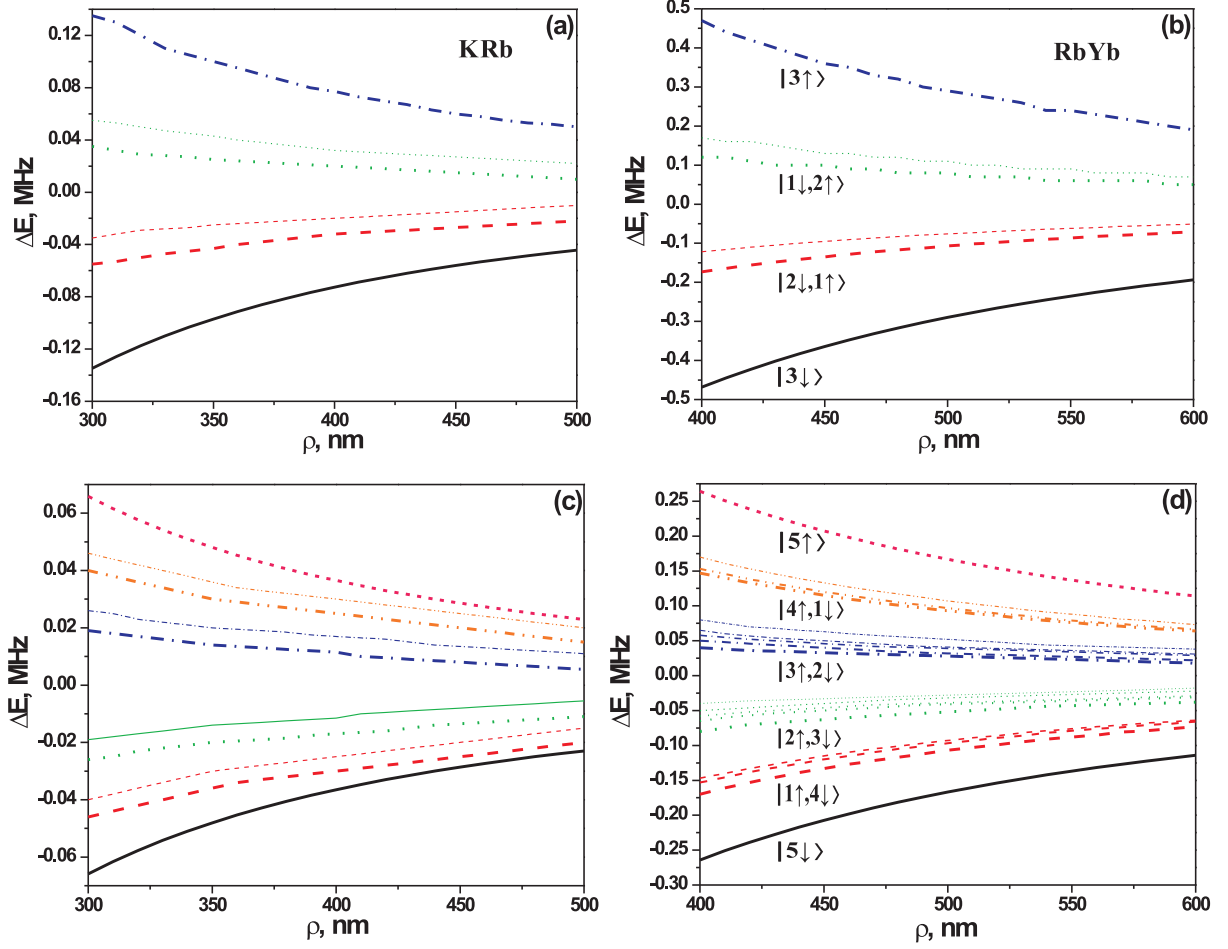 (a)
KRb
0.12
0.08
0.04
0.00
-0.04
-0.08
-0.12
-0.16
ΔE, MHz
300 350 400 450 500
ρ, nm
(b)
RbYb
0.5
0.4
0.3
0.2
0.1
0.0
-0.1
-0.2
-0.3
-0.4
-0.5
ΔE, MHz
|3↑⟩
|1↓,2↑⟩
|2↓,1↑⟩
|3↓⟩
400 450 500 550 600
ρ, nm
(c)
0.06
0.04
0.02
0.00
-0.02
-0.04
-0.06
ΔE, MHz
300 350 400 450 500
ρ, nm
(d)
0.25
0.20
0.15
0.10
0.05
0.00
-0.05
-0.10
-0.15
-0.20
-0.25
-0.30
ΔE, MHz
|5↑⟩
|4↑,1↓⟩
|3↑,2↓⟩
|2↑,3↓⟩
|1↑,4↓⟩
|5↓⟩
400 450 500 550 600
ρ, nm